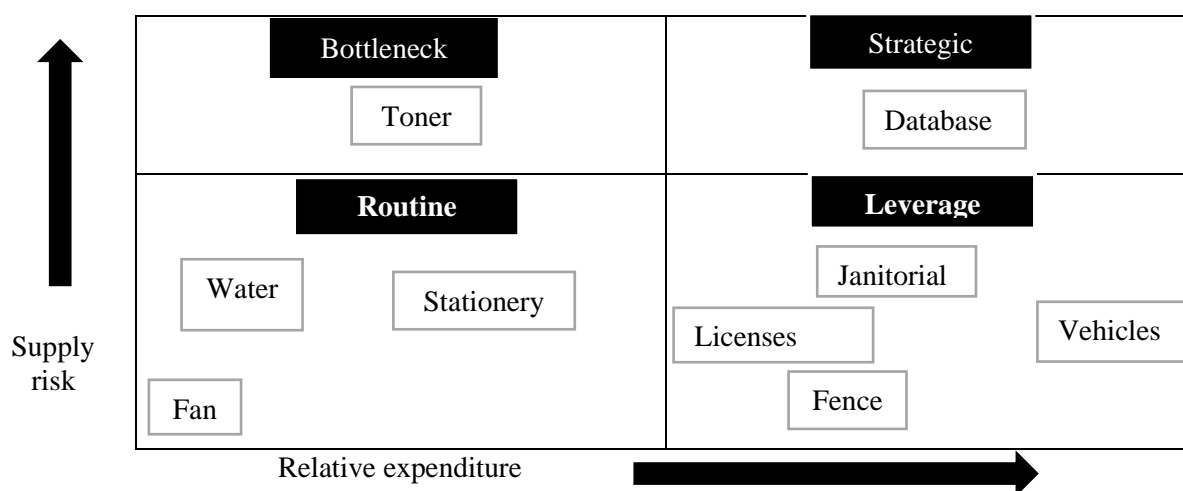 Bottleneck
Strategic
Toner
Database
Routine
Leverage
Water
Stationery
Janitorial
Licenses
Vehicles
Supply
risk
Fan
Fence
Relative expenditure